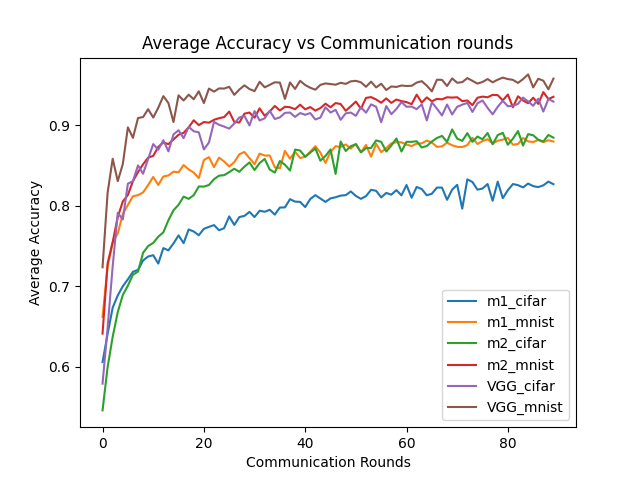 Average Accuracy vs Communication rounds
Average Accuracy
0.9
0.8
0.7
0.6
0
20
40
60
80
Communication Rounds
m1_cifar
m1_mnist
m2_cifar
m2_mnist
VGG_cifar
VGG_mnist